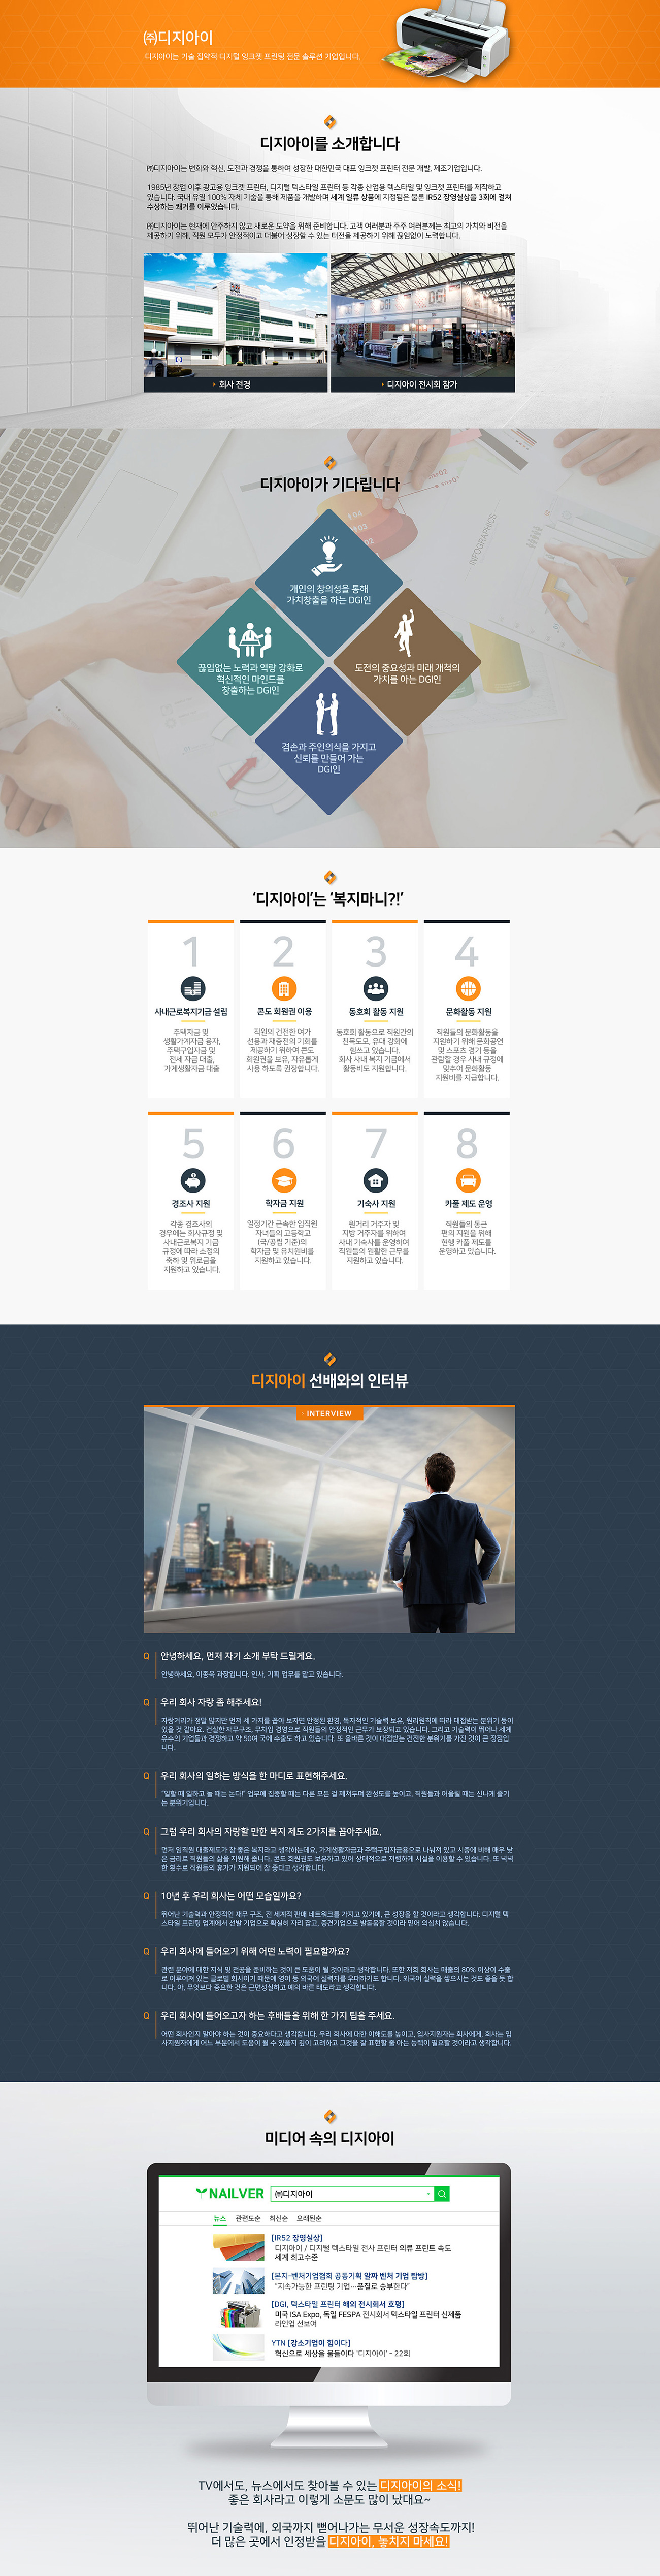 ㈜디지아이
디지아이는 기술 집약적 디지털 잉크젯 프린팅 전문 솔루션 기업입니다.
디지아이를 소개합니다
㈜디지아이는 변화와 혁신, 도전과 경쟁을 통하여 성장한 대한민국 대표 잉크젯 프린터 전문 개발, 제조기업입니다.
1985년 창업 이후 광고용 잉크젯 프린터, 디지털 텍스타일 프린터 등 각종 산업용 텍스타일 및 잉크젯 프린터를 제작하고
있습니다. 국내 유일 100% 자체 기술을 통해 제품을 개발하며 세계 일류 상품에 지정됨은 물론 IR52 장영실상을 3회에 걸쳐
수상하는 쾌거를 이루었습니다.
㈜디지아이는 현재에 안주하지 않고 새로운 도약을 위해 준비합니다. 고객 여러분과 주주 여러분께는 최고의 가치와 비전을
제공하기 위해, 직원 모두가 안정적이고 더불어 성장할 수 있는 터전을 제공하기 위해 끊임없이 노력합니다.
DGI
DGI
회사 전경
디지아이 전시회 참가
디지아이가 기다립니다
INFOGRAPHICS
개인의 창의성을 통해
가치창출을 하는 DGI인
끊임없는 노력과 역량 강화로
혁신적인 마인드를
창출하는 DGI인
도전의 중요성과 미래 개척의
가치를 아는 DGI인
겸손과 주인의식을 가지고
신뢰를 만들어 가는
DGI인
‘디지아이’는 ‘복지마니?!’
1
사내근로복지기금 설립
주택자금 및
생활가계자금 융자,
주택구입자금 및
전세 자금 대출,
가계생활자금 대출
2
콘도 회원권 이용
직원의 건전한 여가
선용과 재충전의 기회를
제공하기 위하여 콘도
회원권을 보유, 자유롭게
사용 하도록 권장합니다.
3
동호회 활동 지원
동호회 활동으로 직원간의
친목도모, 유대 강화에
힘쓰고 있습니다.
회사 사내 복지 기금에서
활동비도 지원합니다.
4
문화활동 지원
직원들의 문화활동을
지원하기 위해 문화공연
및 스포츠 경기 등을
관람할 경우 사내 규정에
맞추어 문화활동
지원비를 지급합니다.
5
경조사 지원
각종 경조사의
경우에는 회사규정 및
사내근로복지 기금
규정에 따라 소정의
축하 및 위로금을
지원하고 있습니다.
6
학자금 지원
일정기간 근속한 임직원
자녀들의 고등학교
(국/공립 기준)의
학자금 및 유치원비를
지원하고 있습니다.
7
기숙사 지원
원거리 거주자 및
지방 거주자를 위하여
사내 기숙사를 운영하여
직원들의 원활한 근무를
지원하고 있습니다.
8
카풀 제도 운영
직원들의 통근
편의 지원을 위해
현행 카풀 제도를
운영하고 있습니다.
디지아이 선배와의 인터뷰
INTERVIEW
Q 안녕하세요, 먼저 자기 소개 부탁 드릴게요.
안녕하세요, 이종욱 과장입니다. 인사, 기획 업무를 맡고 있습니다.
Q 우리 회사 자랑 좀 해주세요!
자랑거리가 정말 많지만 먼저 세 가지를 꼽아 보자면 안정된 환경, 독자적인 기술력 보유, 원리원칙에 따라 대접받는 분위기 등이
있을 것 같아요. 건실한 재무구조, 무차입 경영으로 직원들의 안정적인 근무가 보장되고 있습니다. 그리고 기술력이 뛰어나 세계
유수의 기업들과 경쟁하고 약 50여 국에 수출도 하고 있습니다. 또 올바른 것이 대접받는 건전한 분위기를 가진 것이 큰 장점입
니다.
Q 우리 회사의 일하는 방식을 한 마디로 표현해주세요.
“일할 때 일하고 놀 때는 논다!” 업무에 집중할 때는 다른 모든 걸 제쳐두며 완성도를 높이고, 직원들과 어울릴 때는 신나게 즐기
는 분위기입니다.
Q 그럼 우리 회사의 자랑할 만한 복지 제도 2가지를 꼽아주세요.
먼저 임직원 대출제도가 참 좋은 복지라고 생각하는데요, 가계생활자금과 주택구입자금용으로 나눠져 있고 시중에 비해 매우 낮
은 금리로 직원들의 삶을 지원해 줍니다. 콘도 회원권도 보유하고 있어 상대적으로 저렴하게 시설을 이용할 수 있습니다. 또 넉넉
한 횟수로 직원들의 휴가가 지원되어 참 좋다고 생각합니다.
Q 10년 후 우리 회사는 어떤 모습일까요?
뛰어난 기술력과 안정적인 재무 구조, 전 세계적 판매 네트워크를 가지고 있기에, 큰 성장을 할 것이라고 생각합니다. 디지털 텍
스타일 프린팅 업계에서 선발 기업으로 확실히 자리 잡고, 중견기업으로 발돋움할 것이라 믿어 의심치 않습니다.
Q 우리 회사에 들어오기 위해 어떤 노력이 필요할까요?
관련 분야에 대한 지식 및 전공을 준비하는 것이 큰 도움이 될 것이라고 생각합니다. 또한 저희 회사는 매출의 80% 이상이 수출
로 이루어져 있는 글로벌 회사이기 때문에 영어 등 외국어 실력자를 우대하기도 합니다. 외국어 실력을 쌓으시는 것도 좋을 듯 합
니다. 아, 무엇보다 중요한 것은 근면성실하고 예의 바른 태도라고 생각합니다.
Q 우리 회사에 들어오고자 하는 후배들을 위한 한 가지 팁을 주세요.
어떤 회사인지 알아야 하는 것이 중요하다고 생각합니다. 우리 회사에 대한 이해도를 높이고, 입사지원자는 회사에게, 회사는 입
사지원자에게 어느 부분에서 도움이 될 수 있을지 깊이 고려하고 그것을 잘 표현할 줄 아는 능력이 필요할 것이라고 생각합니다.
미디어 속의 디지아이
NAILVER ㈜디지아이
뉴스 관련도순 최신순 오래된순
[IR52 장영실상]
디지아이 / 디지털 텍스타일 전사 프린터 의류 프린트 속도
세계 최고수준
[본지-벤처기업협회 공동기획 알짜 벤처 기업 탐방]
“지속가능한 프린팅 기업…품질로 승부한다”
[DGI, 텍스타일 프린터 해외 전시회서 호평]
미국 ISA Expo, 독일 FESPA 전시회서 텍스타일 프린터 신제품
라인업 선보여
YTN [강소기업이 힘이다]
혁신으로 세상을 물들이다 ‘디지아이’ - 22회
TV에서도, 뉴스에서도 찾아볼 수 있는 디지아이의 소식!
좋은 회사라고 이렇게 소문도 많이 났대요~
뛰어난 기술력에, 외국까지 뻗어나가는 무서운 성장속도까지!
더 많은 곳에서 인정받을 디지아이, 놓치지 마세요!